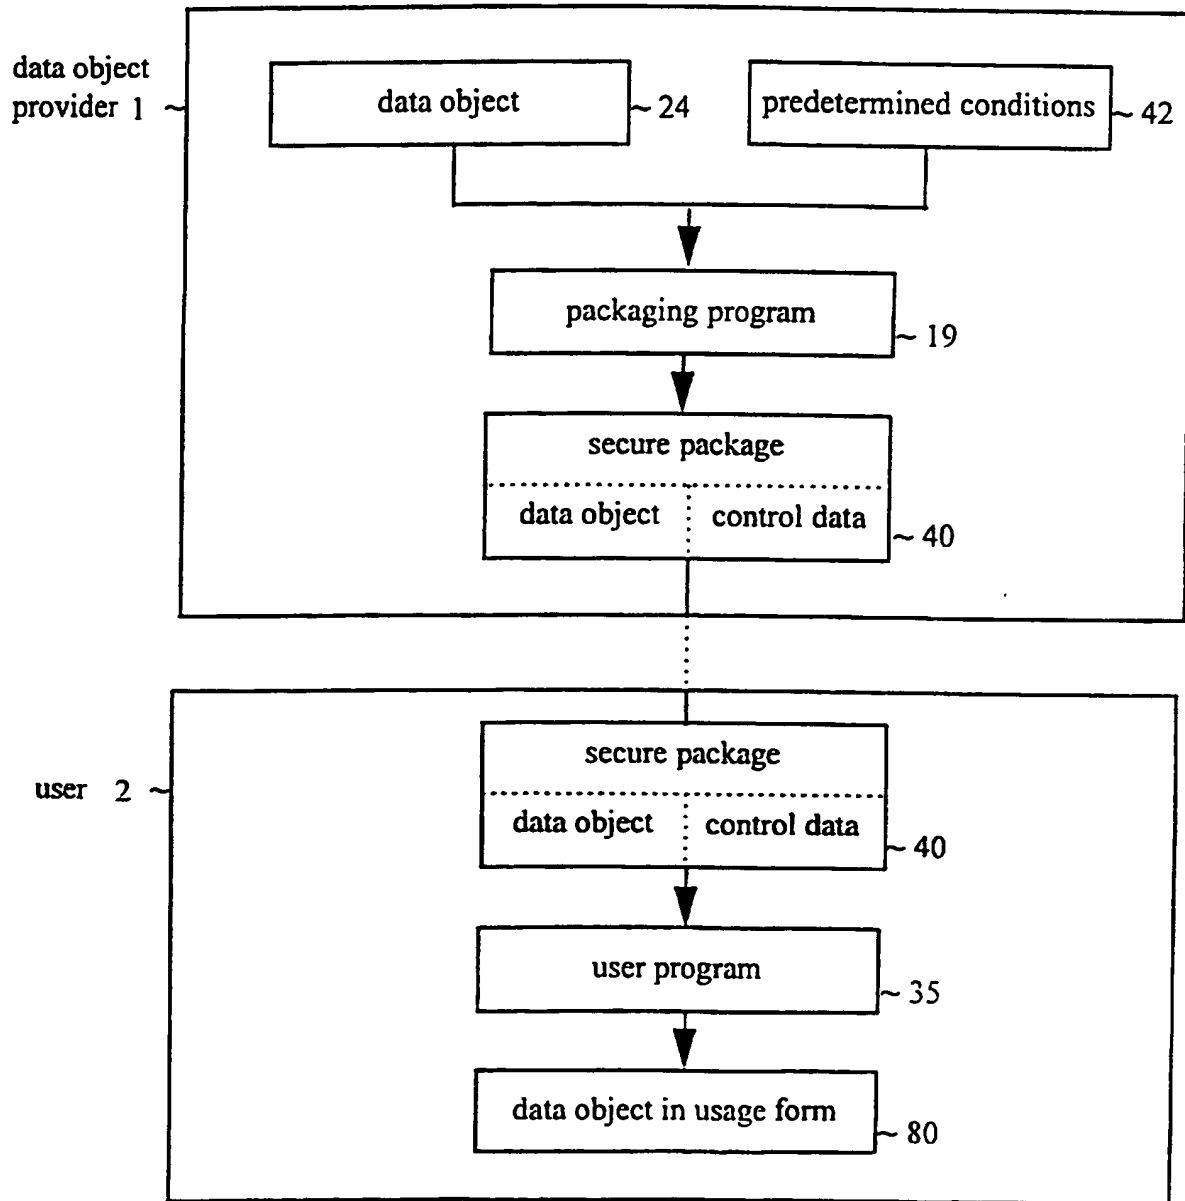 data object
provider 1 ~
data object
~ 24
predetermined conditions
~ 42
packaging program
~ 19
secure package
data object
control data
~ 40
user 2 ~
secure package
data object
control data
~ 40
user program
~ 35
data object in usage form
~ 80